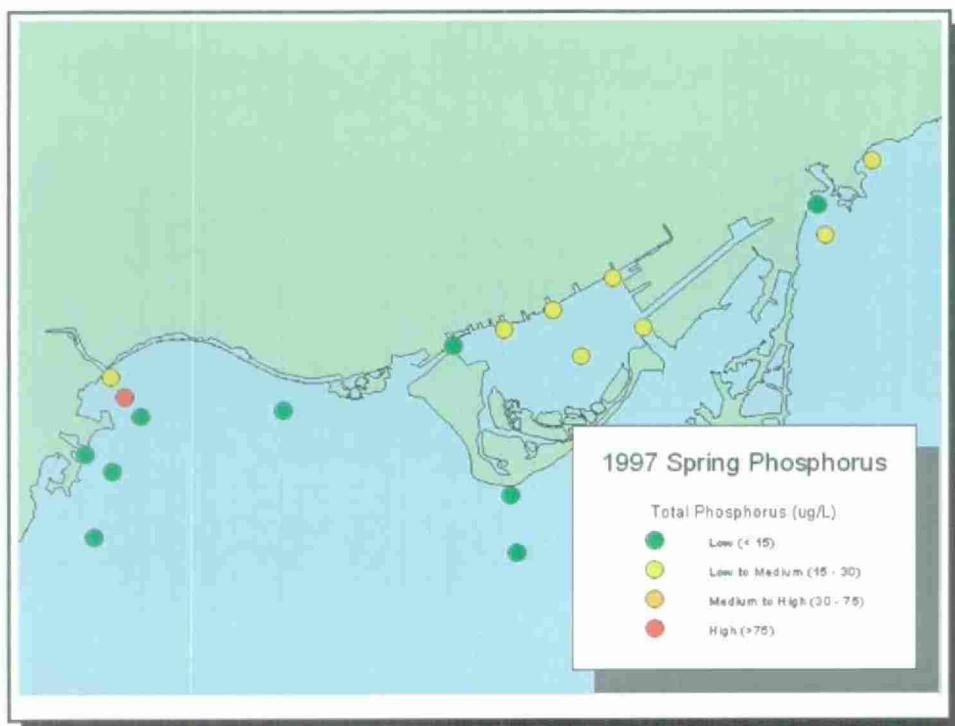 1997 Spring Phosphorus
Total Phosphorus (ug/L)
Low (< 15)
Low to Medium (15 - 30)
Medium to High (30 - 75)
High (>75)